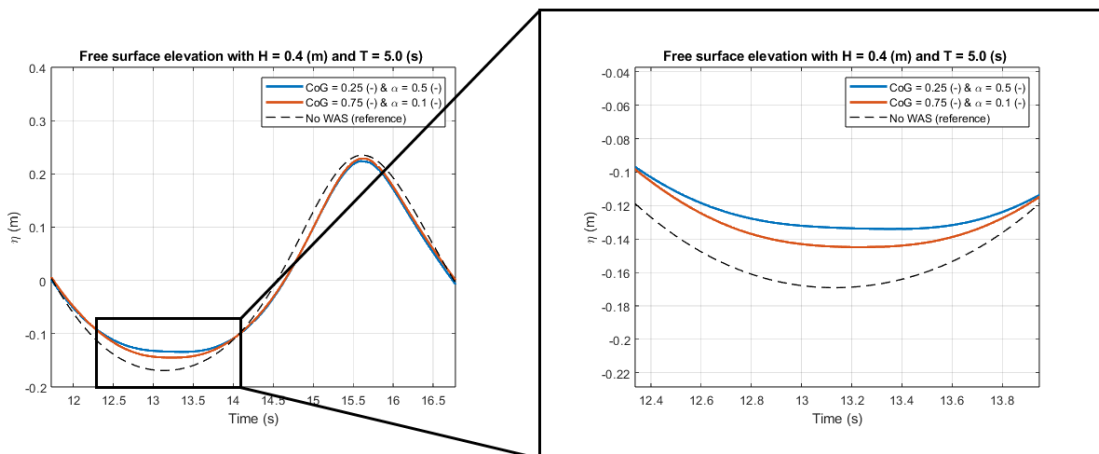 Free surface elevation with H = 0.4 (m) and T = 5.0 (s)
0.4
0.3
0.2
0.1
0
-0.1
-0.2
η (m)
CoG = 0.25 (-) & α = 0.5 (-)
CoG = 0.75 (-) & α = 0.1 (-)
No WAS (reference)
12 12.5 13 13.5 14 14.5 15 15.5 16 16.5
Time (s)
Free surface elevation with H = 0.4 (m) and T = 5.0 (s)
-0.04
-0.06
-0.08
-0.1
-0.12
-0.14
-0.16
-0.18
-0.2
-0.22
η (m)
CoG = 0.25 (-) & α = 0.5 (-)
CoG = 0.75 (-) & α = 0.1 (-)
No WAS (reference)
12.4 12.6 12.8 13 13.2 13.4 13.6 13.8
Time (s)